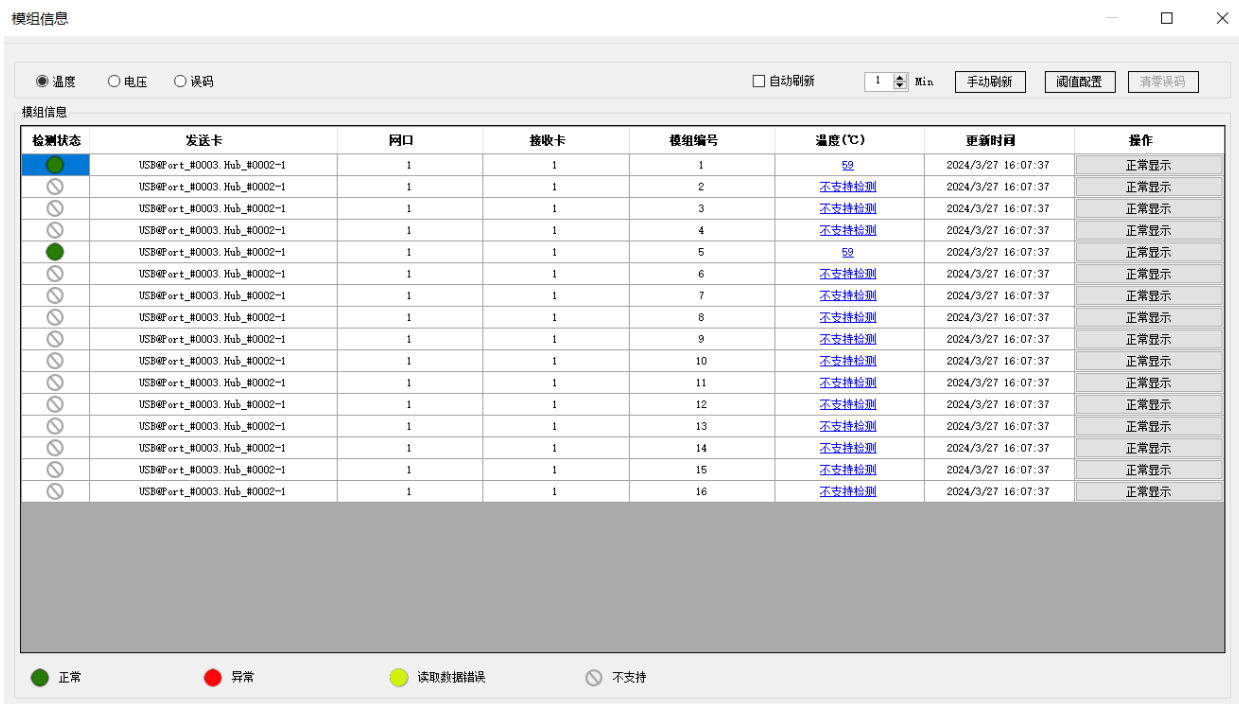 模组信息
温度 电压 误码 自动刷新 1 Min 手动刷新 阈值配置 清零误码
模组信息
检测状态 发送卡 网口 接收卡 模组编号 温度(℃) 更新时间 操作
USB@Port_#0003.Hub_#0002-1 1 1 1 59 2024/3/27 16:07:37 正常显示
USB@Port_#0003.Hub_#0002-1 1 1 2 不支持检测 2024/3/27 16:07:37 正常显示
USB@Port_#0003.Hub_#0002-1 1 1 3 不支持检测 2024/3/27 16:07:37 正常显示
USB@Port_#0003.Hub_#0002-1 1 1 4 不支持检测 2024/3/27 16:07:37 正常显示
USB@Port_#0003.Hub_#0002-1 1 1 5 59 2024/3/27 16:07:37 正常显示
USB@Port_#0003.Hub_#0002-1 1 1 6 不支持检测 2024/3/27 16:07:37 正常显示
USB@Port_#0003.Hub_#0002-1 1 1 7 不支持检测 2024/3/27 16:07:37 正常显示
USB@Port_#0003.Hub_#0002-1 1 1 8 不支持检测 2024/3/27 16:07:37 正常显示
USB@Port_#0003.Hub_#0002-1 1 1 9 不支持检测 2024/3/27 16:07:37 正常显示
USB@Port_#0003.Hub_#0002-1 1 1 10 不支持检测 2024/3/27 16:07:37 正常显示
USB@Port_#0003.Hub_#0002-1 1 1 11 不支持检测 2024/3/27 16:07:37 正常显示
USB@Port_#0003.Hub_#0002-1 1 1 12 不支持检测 2024/3/27 16:07:37 正常显示
USB@Port_#0003.Hub_#0002-1 1 1 13 不支持检测 2024/3/27 16:07:37 正常显示
USB@Port_#0003.Hub_#0002-1 1 1 14 不支持检测 2024/3/27 16:07:37 正常显示
USB@Port_#0003.Hub_#0002-1 1 1 15 不支持检测 2024/3/27 16:07:37 正常显示
USB@Port_#0003.Hub_#0002-1 1 1 16 不支持检测 2024/3/27 16:07:37 正常显示
正常 异常 读取数据错误 不支持